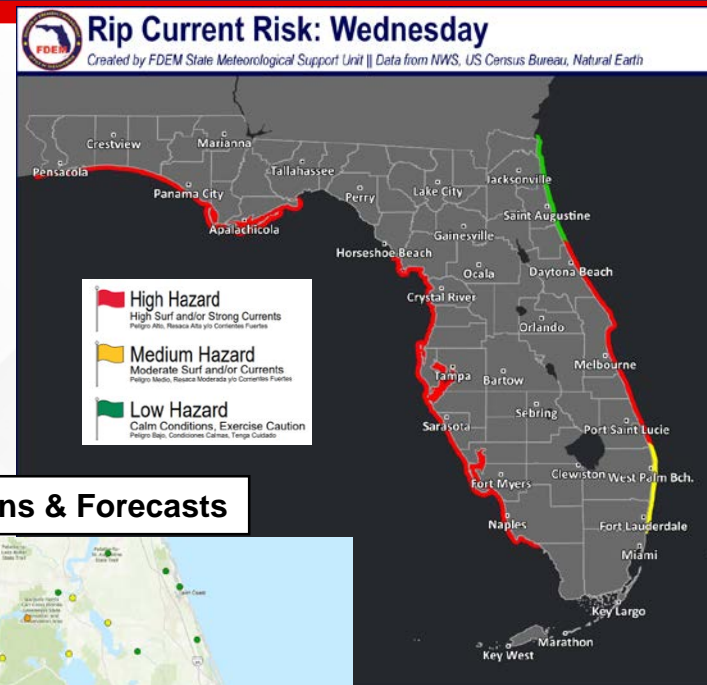 FDEM
Rip Current Risk: Wednesday
Created by FDEM State Meteorological Support Unit || Data from NWS, US Census Bureau, Natural Earth
Crestview
Marianna
Pensacola
Tallahassee
Jacksonville
Panama City
Perry
Lake City
Saint Augustine
Apalachicola
Gainesville
Horseshoe Beach
Ocala
Daytona Beach
Crystal River
Orlando
Melbourne
Tampa
Bartow
Sebring
Sarasota
Port Saint Lucie
Fort Myers
Clewiston
West Palm Bch.
Naples
Fort Lauderdale
Miami
Key Largo
Marathon
Key West
High Hazard
High Surf and/or Strong Currents
Peligro Alto, Resaca Alta y/o Corrientes Fuertes
Medium Hazard
Moderate Surf and/or Currents
Peligro Medio, Resaca Moderada y/o Corrientes Fuertes
Low Hazard
Calm Conditions, Exercise Caution
Peligro Bajo, Condiciones Calmas, Tenga Cuidado
ns & Forecasts
Palm Coast